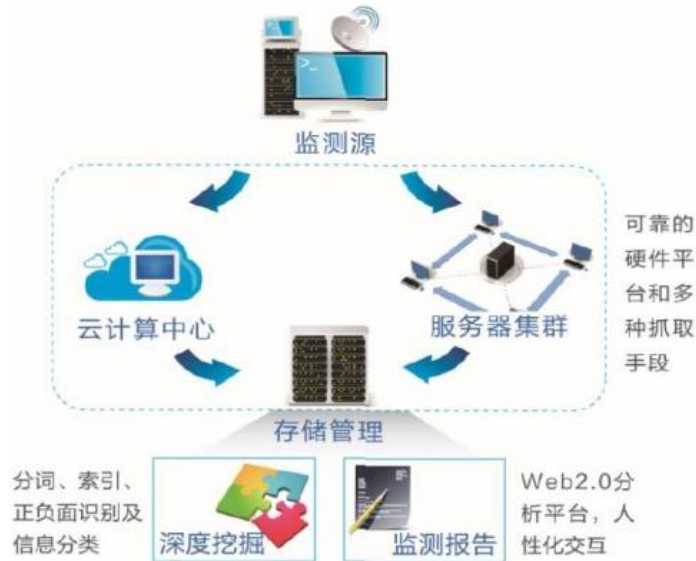 监测源
云计算中心
服务器集群
可靠的
硬件平
台和多
种抓取
手段
存储管理
分词、索引、
正负面识别及
信息分类
深度挖掘
监测报告
Web2.0分
析平台，人
性化交互